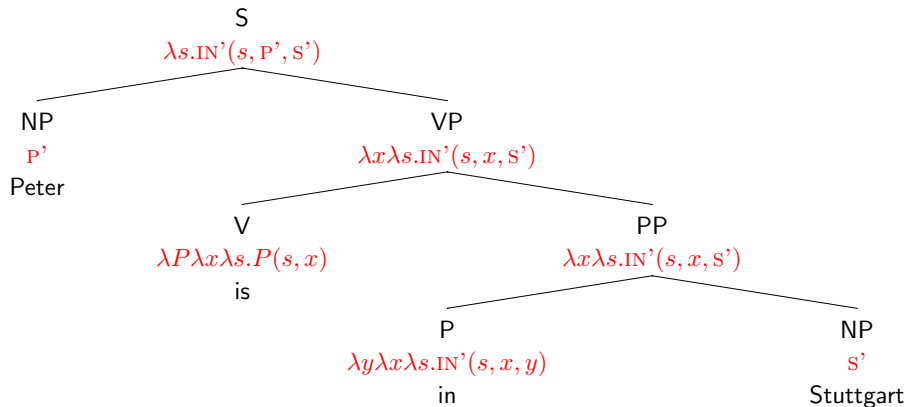 S
λs.IN’(s, P’, S’)
NP
VP
P’
λxλs.IN’(s, x, S’)
Peter
V
PP
λPλxλs.P(s, x)
λxλs.IN’(s, x, S’)
is
P
NP
λyλxλs.IN’(s, x, y)
S’
in
Stuttgart